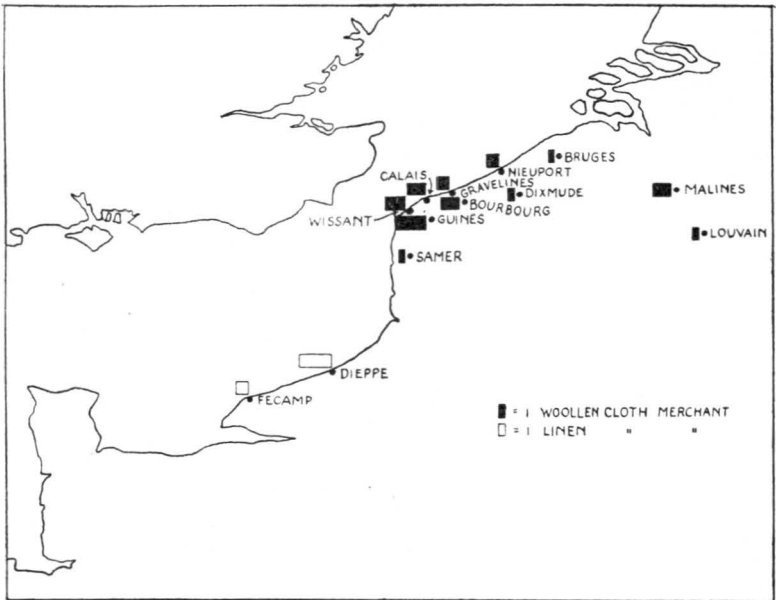 BRUGES
NIEUPORT
CALAIS
GRAVELINES
DIXMUDE
MALINES
BOURBOURG
WISSANT
GUINES
LOUVAIN
SAMER
DIEPPE
FECAMP
= 1 WOOLLEN CLOTH MERCHANT
= 1 LINEN " "